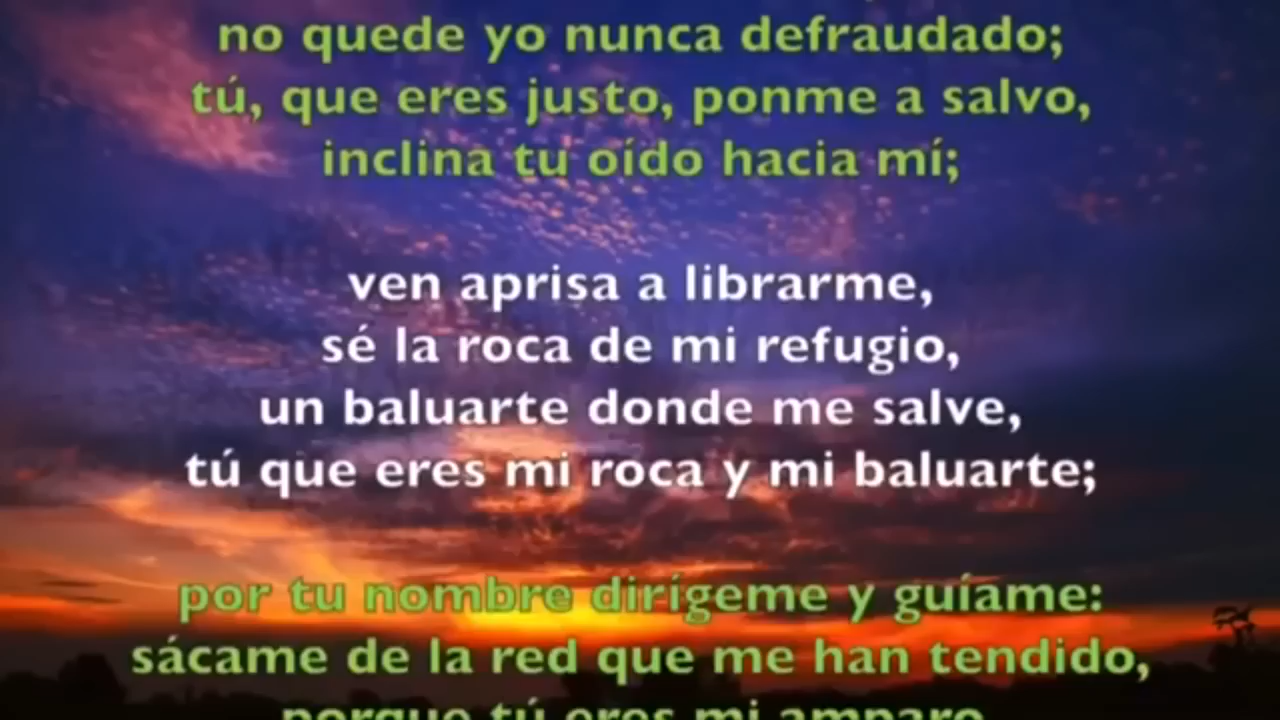 no quede yo nunca defraudado;
tú, que eres justo, ponme a salvo,
inclina tu oído hacia mí;
ven aprisa a librarme,
sé la roca de mi refugio,
un baluarte donde me salve,
tú que eres mi roca y mi baluarte;
por tu nombre dirígeme y guíame:
sácame de la red que me han tendido,
porque tú eres mi amparo